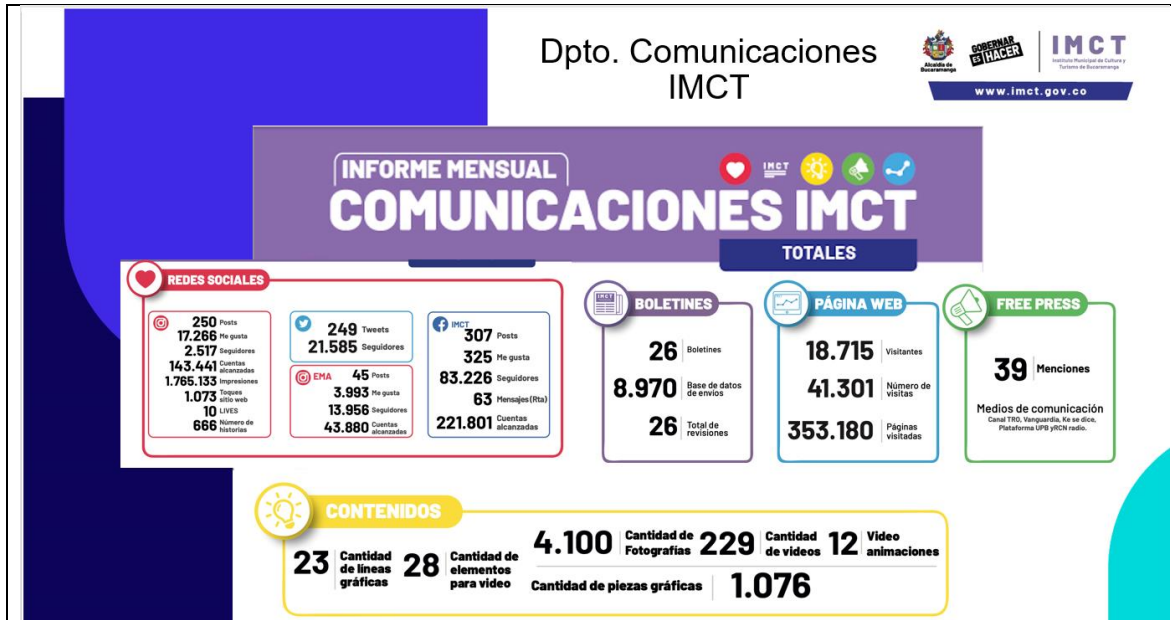 Dpto. Comunicaciones
IMCT
Alcaldía de
Bucaramanga
GOBERNAR
ES HACER
IMCT
Instituto Municipal de Cultura y
Turismo de Bucaramanga
www.imct.gov.co
INFORME MENSUAL
IMCT
COMUNICACIONES IMCT
TOTALES
REDES SOCIALES
250 Posts
17.266 Me gusta
2.517 Seguidores
143.441 Cuentas
alcanzadas
1.765.133 Impresiones
1.073 Toques
sitio web
10 LIVES
666 Número de
historias
249 Tweets
21.585 Seguidores
EMA 45 Posts
3.993 Me gusta
13.956 Seguidores
43.880 Cuentas
alcanzadas
IMCT
307 Posts
325 Me gusta
83.226 Seguidores
63 Mensajes(Rta)
221.801 Cuentas
alcanzadas
IMCT
BOLETINES
26 Boletines
8.970 Base de datos
de envíos
26 Total de
revisiones
PÁGINA WEB
18.715 Visitantes
41.301 Número de
visitas
353.180 Páginas
visitadas
FREE PRESS
39 Menciones
Medios de comunicación
Canal TRO, Vanguardia, Ke se dice,
Plataforma UPB yRCN radio.
CONTENIDOS
23 Cantidad
de líneas
gráficas
28 Cantidad de
elementos
para video
4.100 Cantidad de
Fotografías
229 Cantidad
de videos
12 Video
animaciones
Cantidad de piezas gráficas 1.076